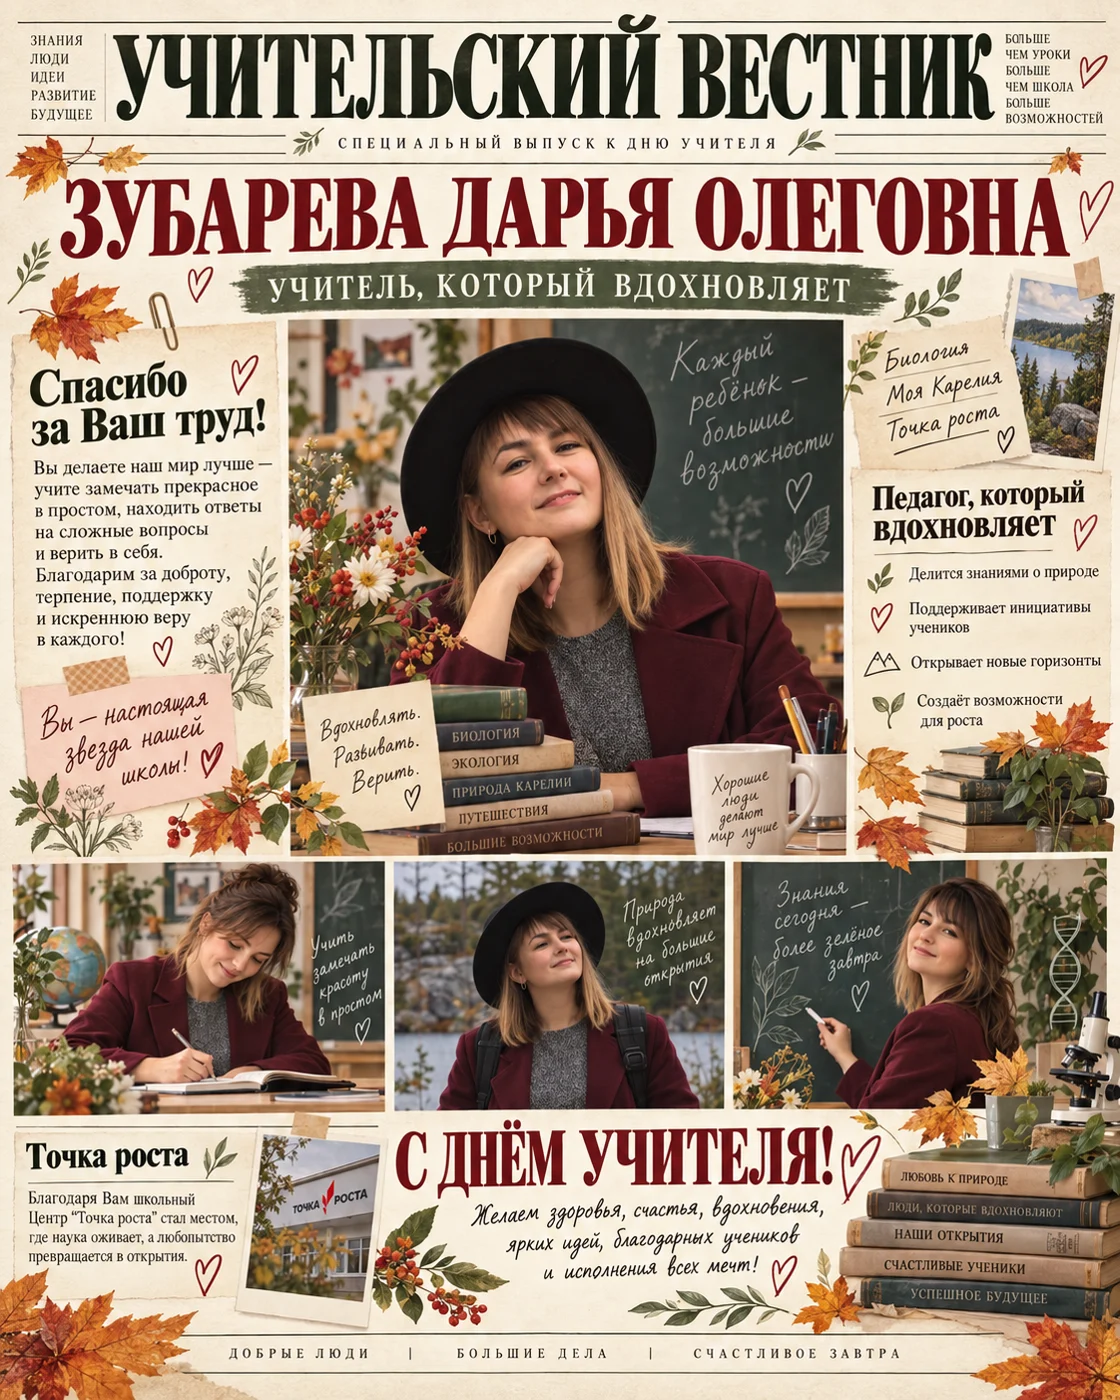 ЗНАНИЯ
ЛЮДИ
ИДЕИ
РАЗВИТИЕ
БУДУЩЕЕ
УЧИТЕЛЬСКИЙ ВЕСТНИК
БОЛЬШЕ
ЧЕМ УРОКИ
БОЛЬШЕ
ЧЕМ ШКОЛА
БОЛЬШЕ
ВОЗМОЖНОСТЕЙ
СПЕЦИАЛЬНЫЙ ВЫПУСК К ДНЮ УЧИТЕЛЯ
ЗУБАРЕВА ДАРЬЯ ОЛЕГОВНА
УЧИТЕЛЬ, КОТОРЫЙ ВДОХНОВЛЯЕТ
Спасибо
за Ваш труд!
Вы делаете наш мир лучше —
учите замечать прекрасное
в простом, находить ответы
на сложные вопросы
и верить в себя.
Благодарим за доброту,
терпение, поддержку
и искреннюю веру
в каждого!
Вы — настоящая
звезда нашей
школы!
Каждый
ребёнык —
большие
возможности
Вдохновлять.
Развивать.
Верить.
БИОЛОГИЯ
ЭКОЛОГИЯ
ПРИРОДА КАРЕЛИИ
ПУТЕШЕСТВИЯ
БОЛЬШИЕ ВОЗМОЖНОСТИ
Хорошие
люди
делают
мир лучше
Биология
Моя Карелия
Точка роста
Педагог, который
вдохновляет
Делится знаниями о природе
Поддерживает инициативы
учеников
Открывает новые горизонты
Создаёт возможности
для роста
Учить
замечать
красоту
в простом
Природа
вдохновляет
на большие
открытия
Знания
сегодня —
более зелёное
завтра
Точка роста
Благодаря Вам школьный
Центр “Точка роста” стал местом,
где наука оживает, а любопытство
превращается в открытия.
ТОЧКА РОСТА
С ДНЁМ УЧИТЕЛЯ!
Желаем здоровья, счастья, вдохновения,
ярких идей, благодарных учеников
и исполнения всех мечт!
ЛЮБОВЬ К ПРИРОДЕ
ЛЮДИ, КОТОРЫЕ ВДОХНОВЛЯЮТ
НАШИ ОТКРЫТИЯ
СЧАСТЛИВЫЕ УЧЕНИКИ
УСПЕШНОЕ БУДУЩЕЕ
ДОБРЫЕ ЛЮДИ | БОЛЬШИЕ ДЕЛА | СЧАСТЛИВОЕ ЗАВТРА